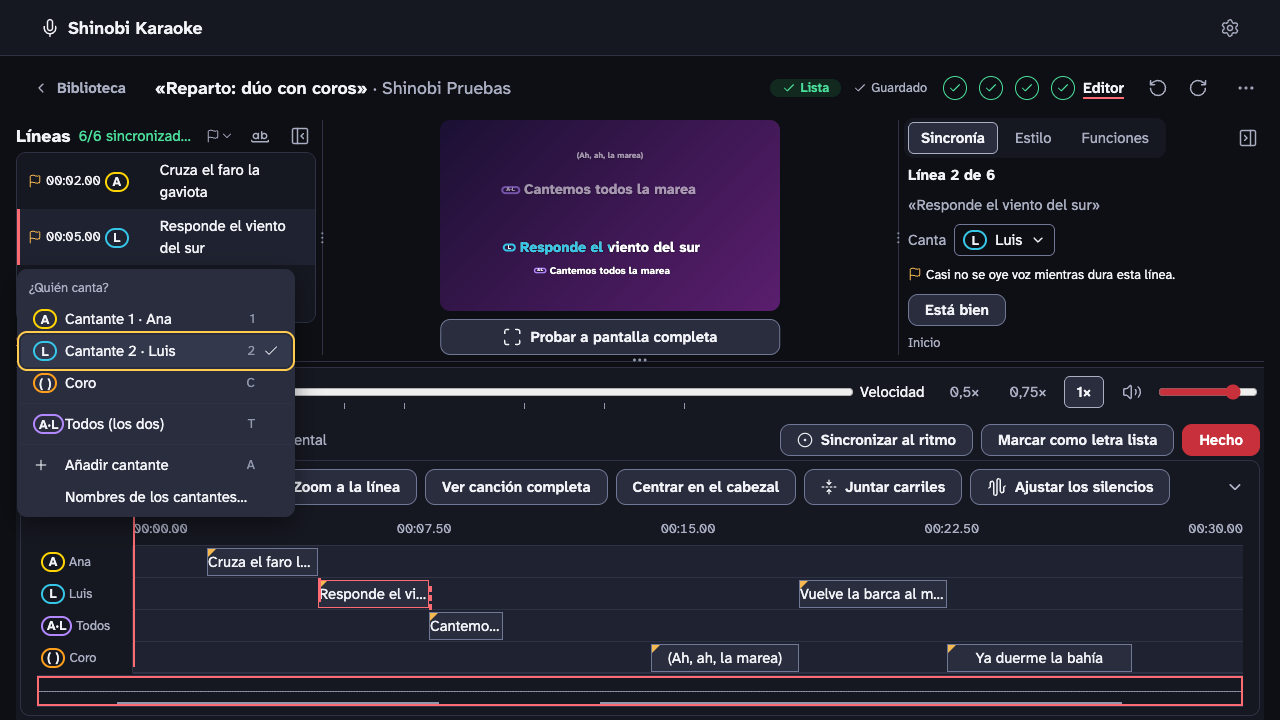 Shinobi Karaoke
Biblioteca
«Reparto: dúo con coros» · Shinobi Pruebas
Lista
Guardado
Editor
Líneas
6/6 sincronizad...
ab
00:02.00 A Cruza el faro la gaviota
00:05.00 L Responde el viento del sur
¿Quién canta?
A Cantante 1 · Ana 1
L Cantante 2 · Luis 2
( ) Coro C
A·L Todos (los dos) T
Añadir cantante A
Nombres de los cantantes...
(Ah, ah, la marea)
A·L Cantemos todos la marea
L Responde el viento del sur
A·L Cantemos todos la marea
Probar a pantalla completa
Sincronía
Estilo
Funciones
Línea 2 de 6
«Responde el viento del sur»
Canta L Luis
Casi no se oye voz mientras dura esta línea.
Está bien
Inicio
Velocidad
0,5×
0,75×
1×
ental
Sincronizar al ritmo
Marcar como letra lista
Hecho
Zoom a la línea
Ver canción completa
Centrar en el cabezal
Juntar carriles
Ajustar los silencios
00:00.00
00:07.50
00:15.00
00:22.50
00:30.00
A Ana
Cruza el faro l...
L Luis
Responde el vi...
Vuelve la barca al m...
A·L Todos
Cantemo...
( ) Coro
(Ah, ah, la marea)
Ya duerme la bahía